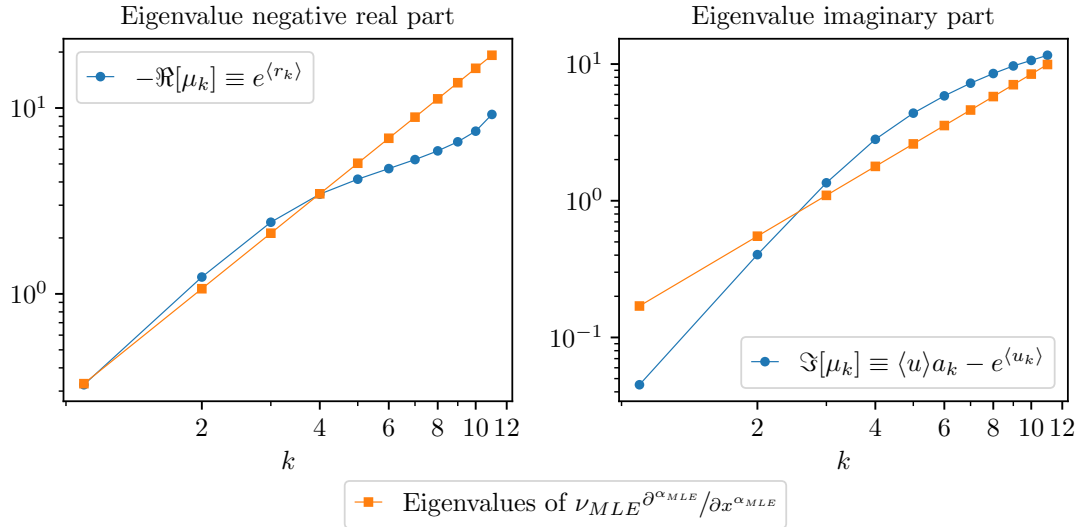 Eigenvalue negative real part
−ℜ[μ_k] ≡ e^{⟨r_k⟩}
10^1
10^0
2 4 6 8 10 12
k
Eigenvalue imaginary part
ℑ[μ_k] ≡ ⟨u⟩a_k − e^{⟨u_k⟩}
10^1
10^0
10^{−1}
2 4 6 8 10 12
k
Eigenvalues of ν_{MLE} ∂^{α_{MLE}}/∂x^{α_{MLE}}